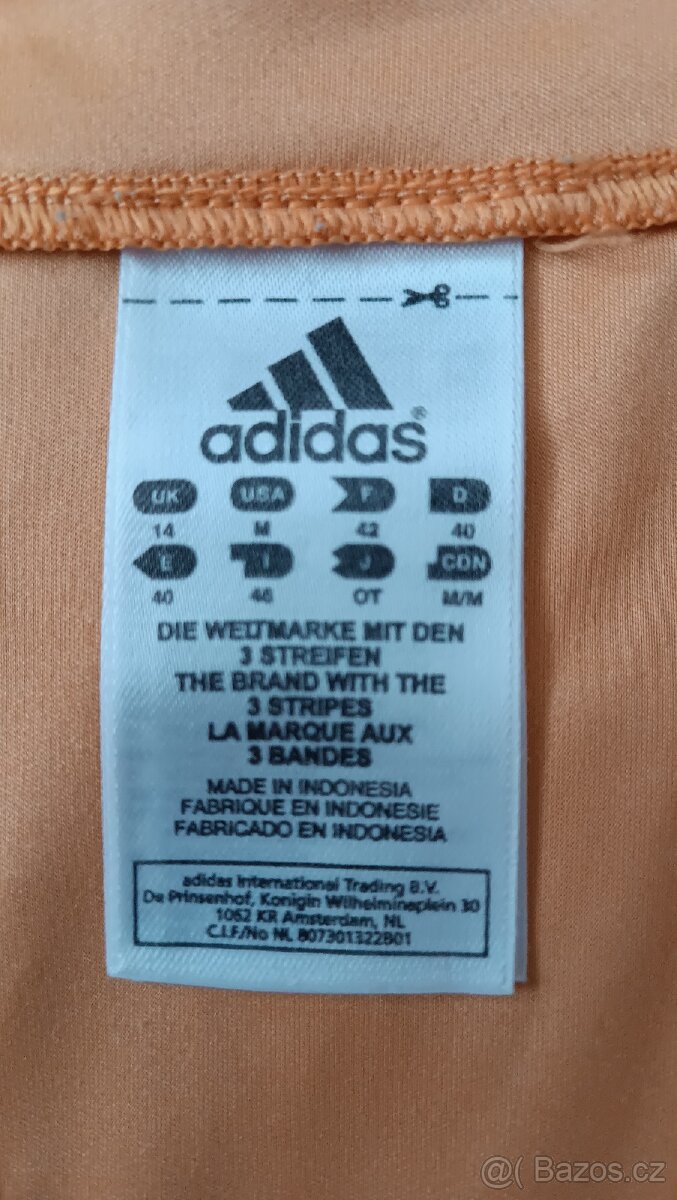 adidas®
UK USA F D
14 M 42 40
E I J CDN
40 46 OT M/M
DIE WELTMARKE MIT DEN
3 STREIFEN
THE BRAND WITH THE
3 STRIPES
LA MARQUE AUX
3 BANDES
MADE IN INDONESIA
FABRIQUE EN INDONESIE
FABRICADO EN INDONESIA
adidas International Trading B.V.
De Prinsenhof, Konigin Wilhelminaplein 30
1062 KR Amsterdam, NL
C.I.F/No NL 807301322B01
@( Bazos.cz